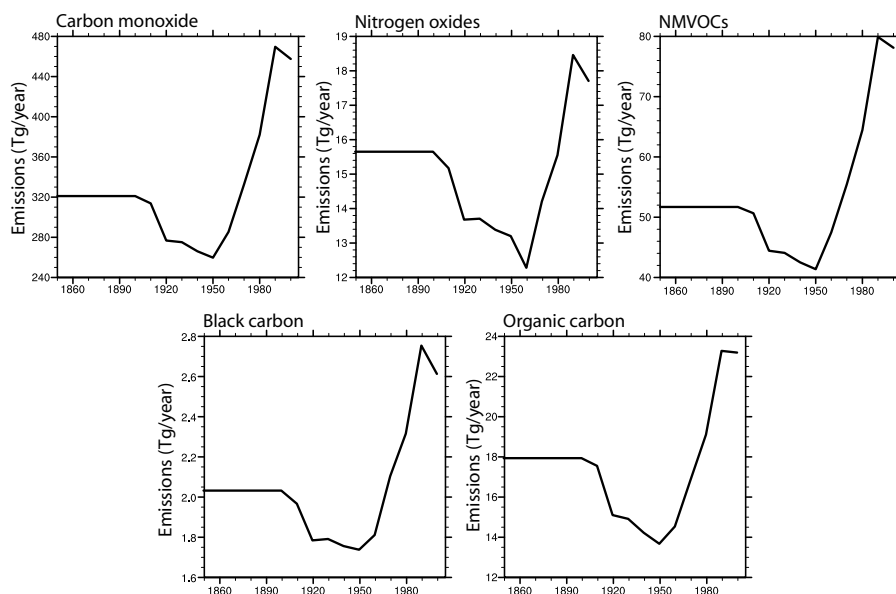 Carbon monoxide
Emissions (Tg/year)
480
440
400
360
320
280
240
1860 1890 1920 1950 1980
Nitrogen oxides
Emissions (Tg/year)
19
18
17
16
15
14
13
12
1860 1890 1920 1950 1980
NMVOCs
Emissions (Tg/year)
80
70
60
50
40
1860 1890 1920 1950 1980
Black carbon
Emissions (Tg/year)
2.8
2.6
2.4
2.2
2.0
1.8
1.6
1860 1890 1920 1950 1980
Organic carbon
Emissions (Tg/year)
24
22
20
18
16
14
12
1860 1890 1920 1950 1980